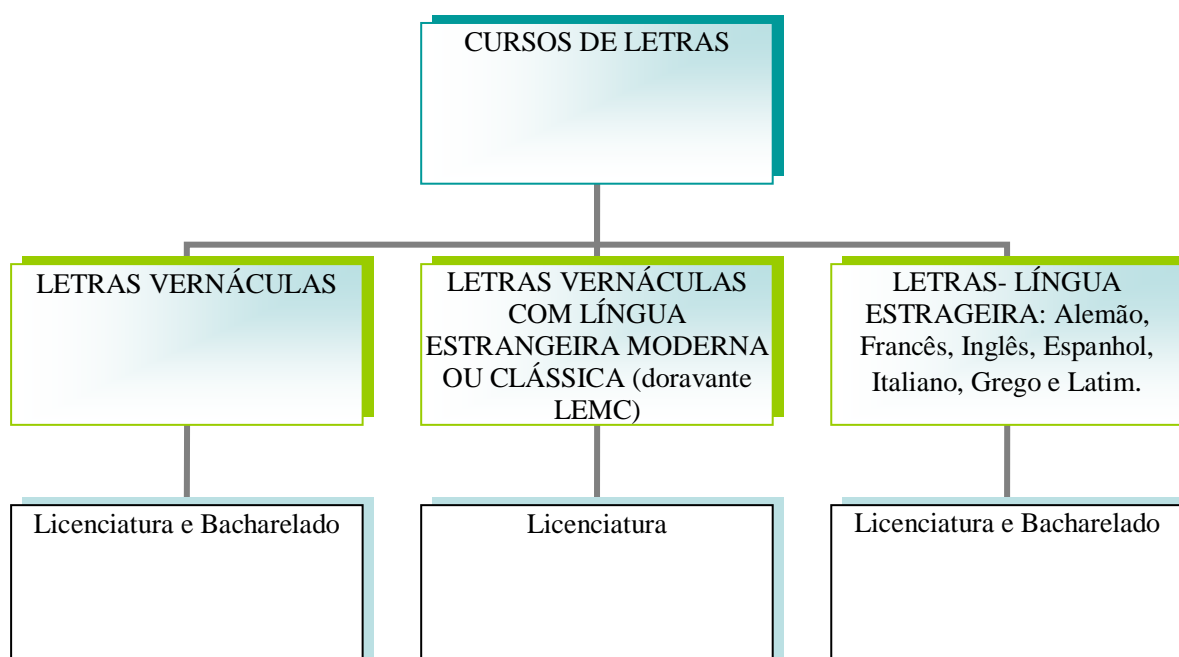 CURSOS DE LETRAS
LETRAS VERNÁCULAS
LETRAS VERNÁCULAS
COM LÍNGUA
ESTRANGEIRA MODERNA
OU CLÁSSICA (doravante
LEMC)
LETRAS- LÍNGUA
ESTRAGEIRA: Alemão,
Francês, Inglês, Espanhol,
Italiano, Grego e Latim.
Licenciatura e Bacharelado
Licenciatura
Licenciatura e Bacharelado